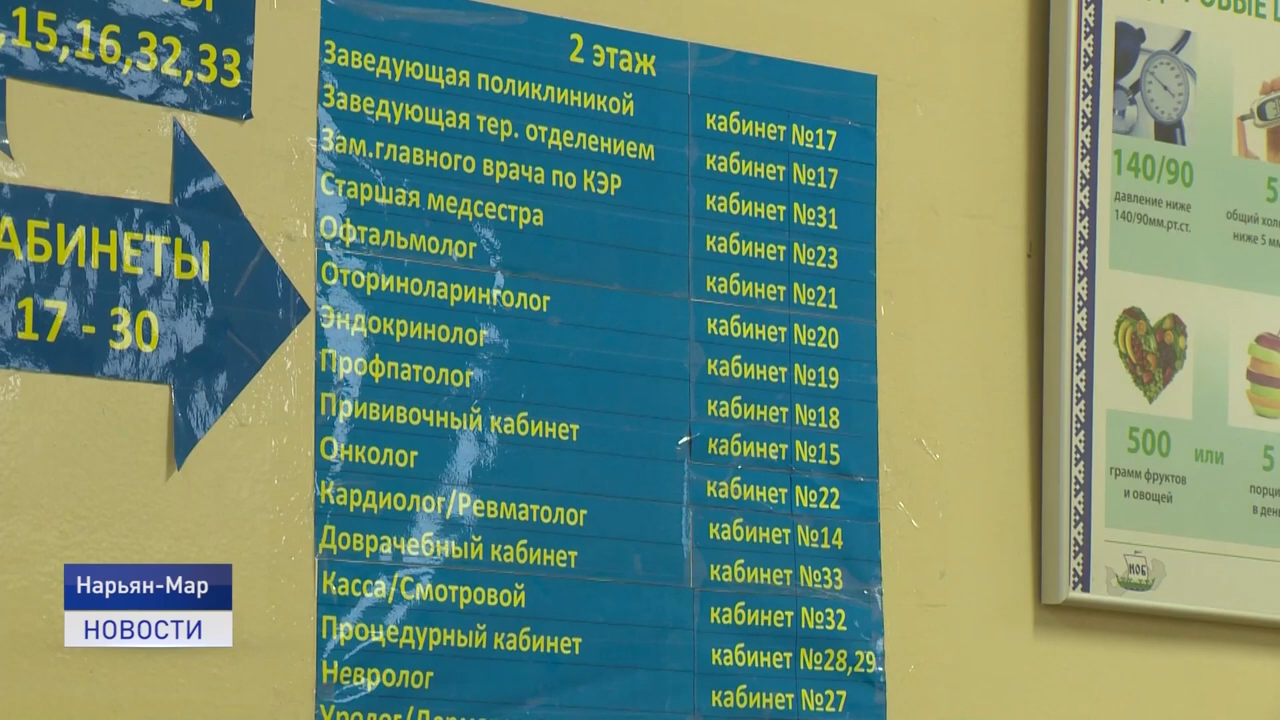 ,15,16,32,33
АБИНЕТЫ
17 - 30
2 этаж
Заведующая поликлиникой кабинет №17
Заведующая тер. отделением кабинет №17
Зам.главного врача по КЭР кабинет №31
Старшая медсестра кабинет №23
Офтальмолог кабинет №21
Оториноларинголог кабинет №20
Эндокринолог кабинет №19
Профпатолог кабинет №18
Прививочный кабинет кабинет №15
Онколог кабинет №22
Кардиолог/Ревматолог кабинет №14
Доврачебный кабинет кабинет №33
Касса/Смотровой кабинет №32
Процедурный кабинет кабинет №28,29
Невролог кабинет №27
140/90
давление ниже
140/90мм.рт.ст.
5
общий хол
ниже 5 мм
500 или 5
грамм фруктов
и овощей
порци
в ден
НОБ
Нарьян-Мар
НОВОСТИ